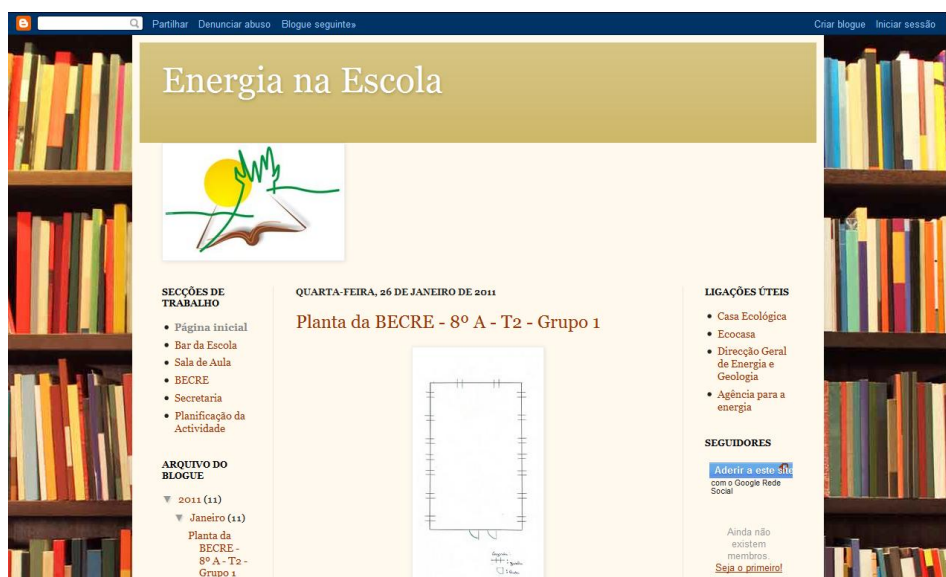 Partilhar Denunciar abuso Blogue seguinte» Criar blogue Iniciar sessão
Energia na Escola
SECÇÕES DE
TRABALHO
Página inicial
Bar da Escola
Sala de Aula
BECRE
Secretaria
Planificação da
Actividade
ARQUIVO DO
BLOGUE
▼ 2011 (11)
▼ Janeiro (11)
Planta da
BECRE -
8º A - T2 -
Grupo 1
QUARTA-FEIRA, 26 DE JANEIRO DE 2011
Planta da BECRE - 8º A - T2 - Grupo 1
LIGAÇÕES ÚTEIS
Casa Ecológica
Ecocasa
Direcção Geral
de Energia e
Geologia
Agência para a
energia
SEGUIDORES
Aderir a este site
com o Google Rede
Social
Ainda não
existem
membros.
Seja o primeiro!